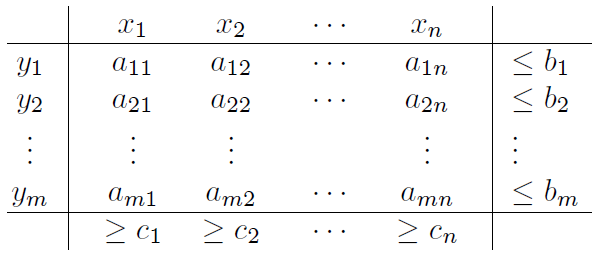 x₁ x₂ ⋯ xₙ
y₁ a₁₁ a₁₂ ⋯ a₁ₙ ≤ b₁
y₂ a₂₁ a₂₂ ⋯ a₂ₙ ≤ b₂
⋮ ⋮ ⋮ ⋮ ⋮
yₘ aₘ₁ aₘ₂ ⋯ aₘₙ ≤ bₘ
≥ c₁ ≥ c₂ ⋯ ≥ cₙ